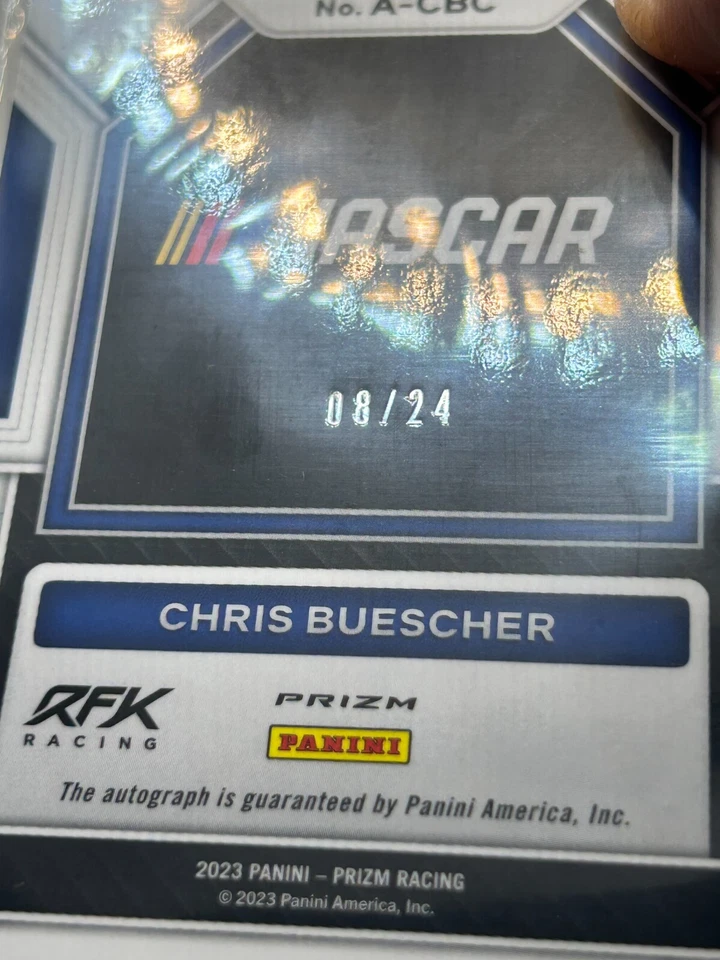 No. A-CBC
NASCAR
08/24
CHRIS BUESCHER
RFK
RACING
PRIZM
PANINI
The autograph is guaranteed by Panini America, Inc.
2023 PANINI – PRIZM RACING
© 2023 Panini America, Inc.